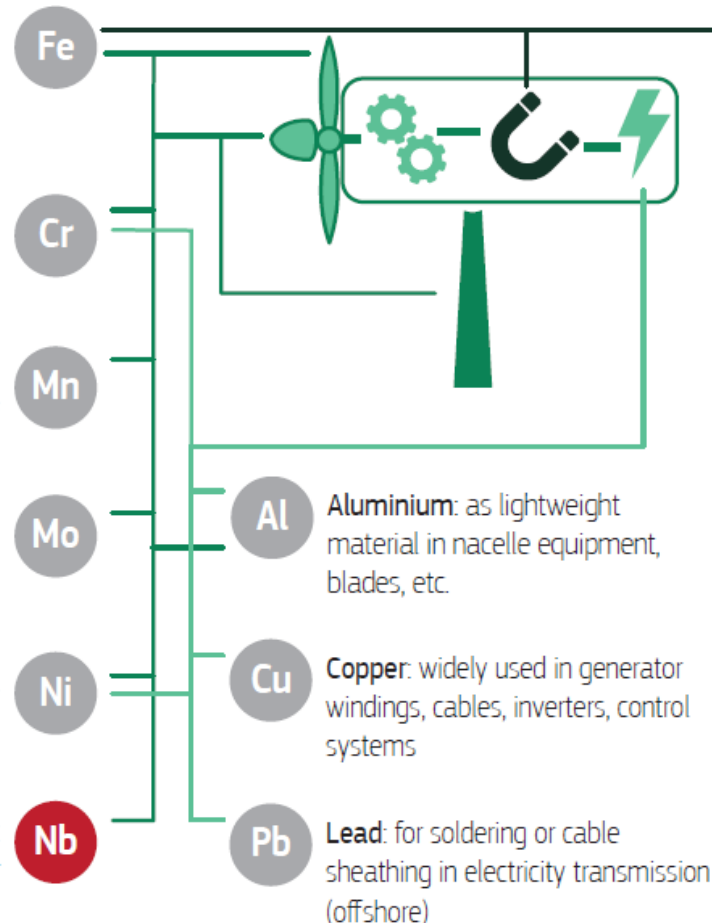 Fe
Cr
Mn
Mo
Al
Aluminium: as lightweight
material in nacelle equipment,
blades, etc.
Ni
Cu
Copper: widely used in generator
windings, cables, inverters, control
systems
Nb
Pb
Lead: for soldering or cable
sheathing in electricity transmission
(offshore)